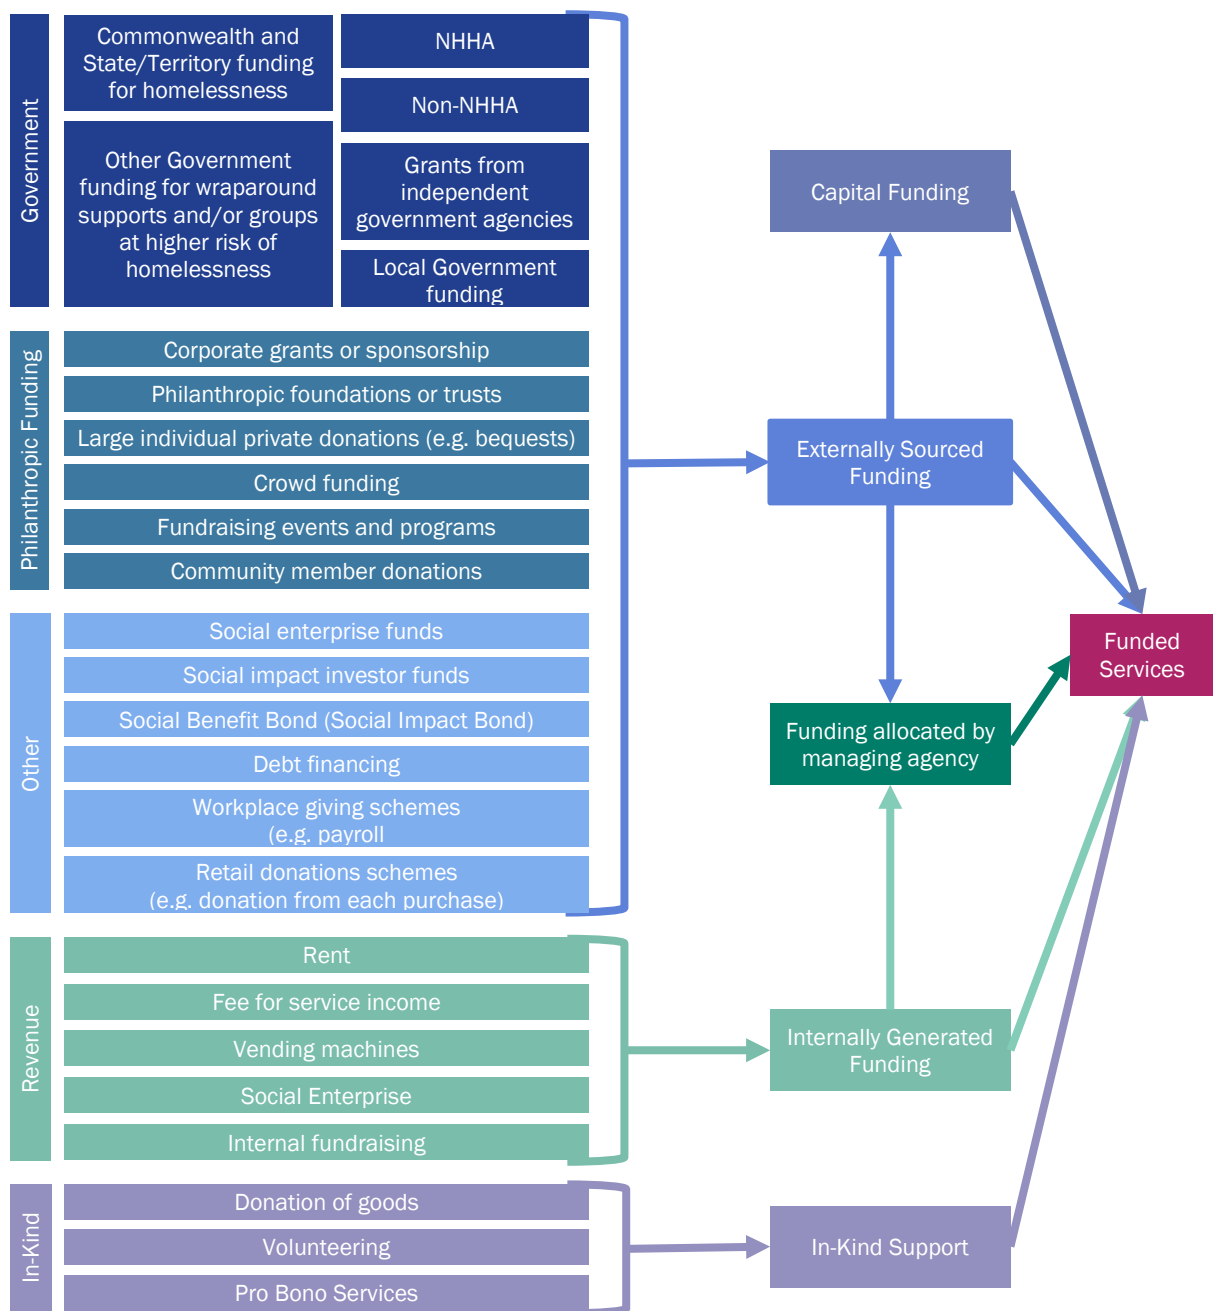 Government
Commonwealth and
State/Territory funding
for homelessness
NHHA
Non-NHHA
Other Government
funding for wraparound
supports and/or groups
at higher risk of
homelessness
Grants from
independent
government agencies
Local Government
funding
Philanthropic Funding
Corporate grants or sponsorship
Philanthropic foundations or trusts
Large individual private donations (e.g. bequests)
Crowd funding
Fundraising events and programs
Community member donations
Other
Social enterprise funds
Social impact investor funds
Social Benefit Bond (Social Impact Bond)
Debt financing
Workplace giving schemes
(e.g. payroll
Retail donations schemes
(e.g. donation from each purchase)
Revenue
Rent
Fee for service income
Vending machines
Social Enterprise
Internal fundraising
In-Kind
Donation of goods
Volunteering
Pro Bono Services
Capital Funding
Externally Sourced
Funding
Funding allocated by
managing agency
Internally Generated
Funding
In-Kind Support
Funded
Services